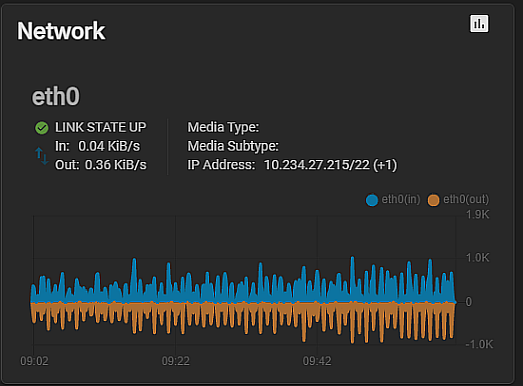 Network
eth0
LINK STATE UP
In: 0.04 KiB/s
Out: 0.36 KiB/s
Media Type:
Media Subtype:
IP Address: 10.234.27.215/22 (+1)
eth0(in) eth0(out)
1.9K
1.0K
0
-1.0K
09:02 09:22 09:42